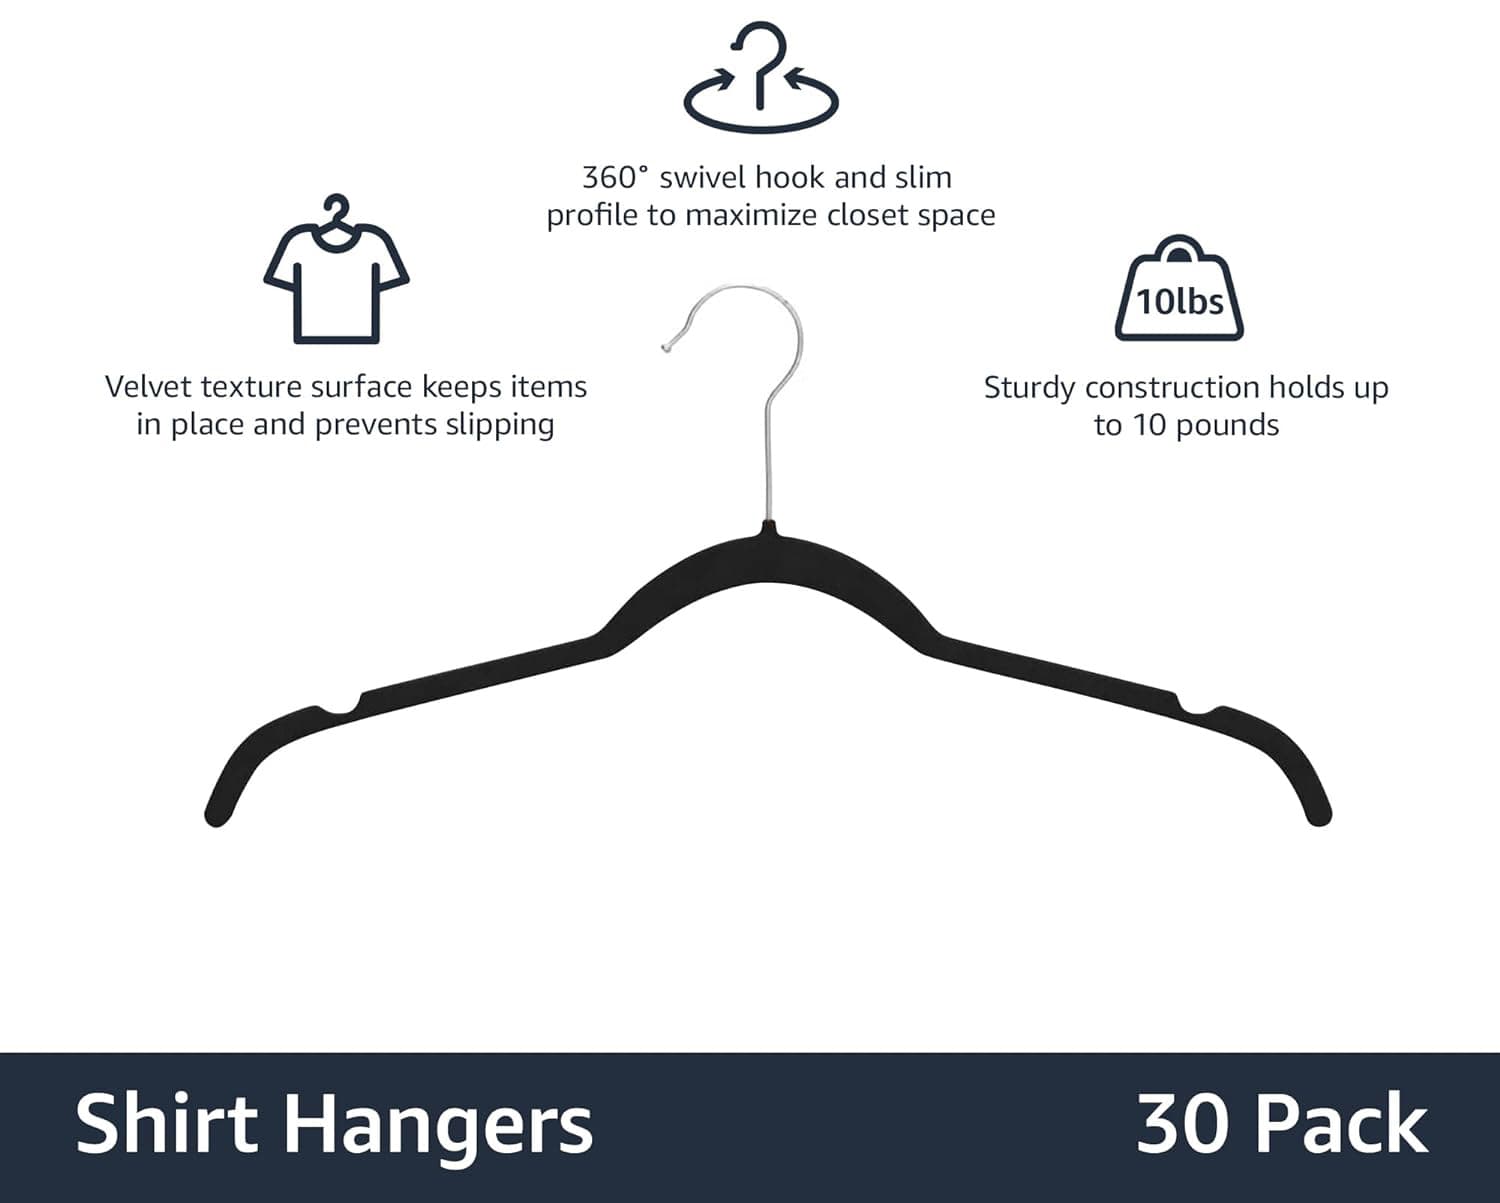 360° swivel hook and slim
profile to maximize closet space
Velvet texture surface keeps items
in place and prevents slipping
10lbs
Sturdy construction holds up
to 10 pounds
Shirt Hangers
30 Pack